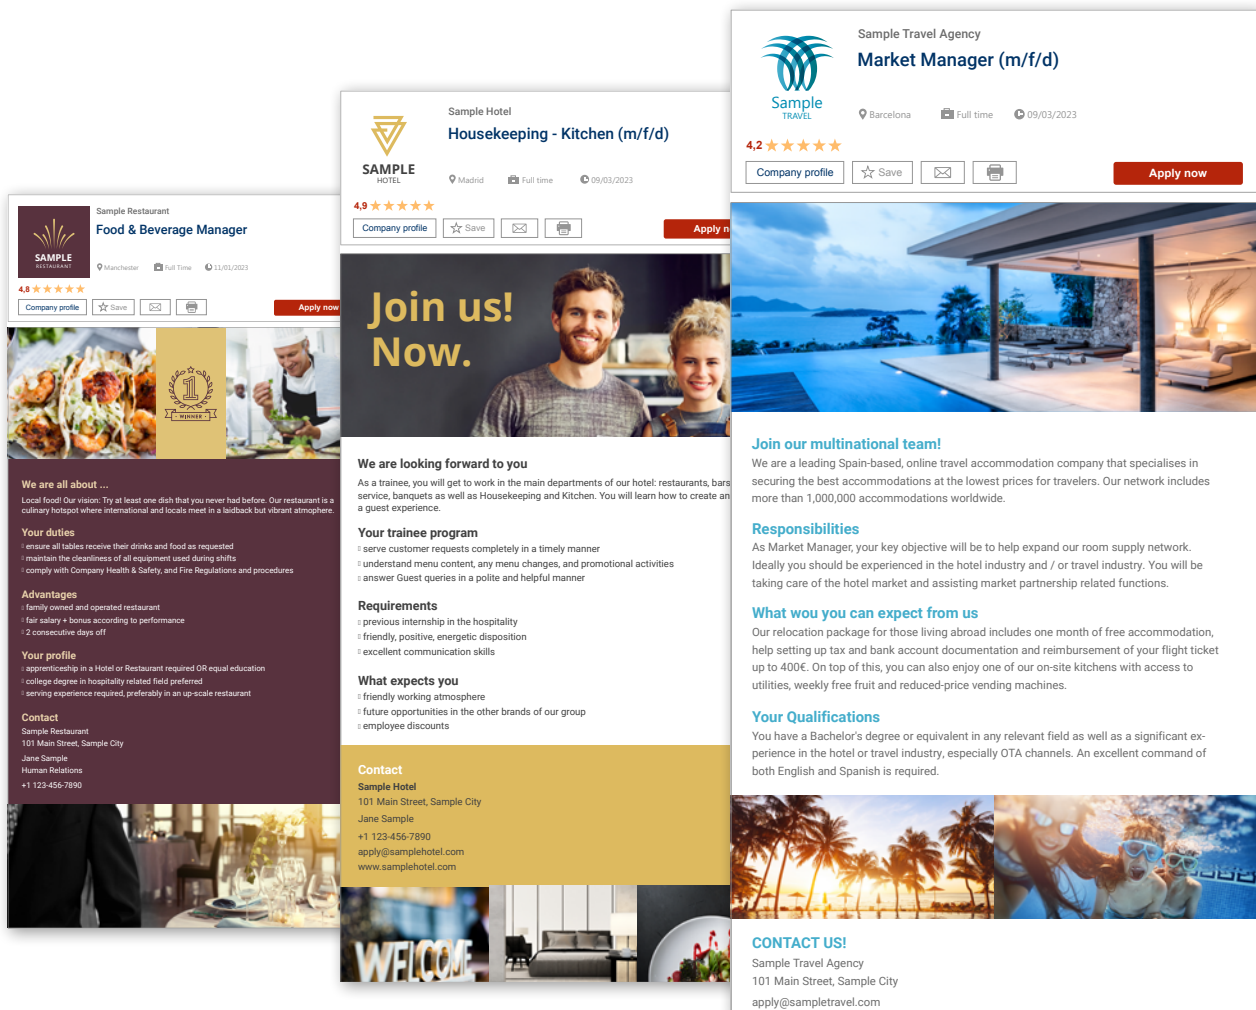 Sample Restaurant
Food & Beverage Manager
SAMPLE
RESTAURANT
Manchester
Full Time
11/01/2023
4,8
Company profile
Save
Apply now
1
WINNER
We are all about ...
Local food! Our vision: Try at least one dish that you never had before. Our restaurant is a
culinary hotspot where international and locals meet in a laidback but vibrant atmosphere.
Your duties
ensure all tables receive their drinks and food as requested
maintain the cleanliness of all equipment used during shifts
comply with Company Health & Safety, and Fire Regulations and procedures
Advantages
family owned and operated restaurant
fair salary + bonus according to performance
2 consecutive days off
Your profile
apprenticeship in a Hotel or Restaurant required OR equal education
college degree in hospitality related field preferred
serving experience required, preferably in an up-scale restaurant
Contact
Sample Restaurant
101 Main Street, Sample City
Jane Sample
Human Relations
+1 123-456-7890
Sample Hotel
Housekeeping - Kitchen (m/f/d)
SAMPLE
HOTEL
Madrid
Full time
09/03/2023
4,9
Company profile
Save
Apply n
Join us!
Now.
We are looking forward to you
As a trainee, you will get to work in the main departments of our hotel: restaurants, bars
service, banquets as well as Housekeeping and Kitchen. You will learn how to create an
a guest experience.
Your trainee program
serve customer requests completely in a timely manner
understand menu content, any menu changes, and promotional activities
answer Guest queries in a polite and helpful manner
Requirements
previous internship in the hospitality
friendly, positive, energetic disposition
excellent communication skills
What expects you
friendly working atmosphere
future opportunities in the other brands of our group
employee discounts
Contact
Sample Hotel
101 Main Street, Sample City
Jane Sample
+1 123-456-7890
apply@samplehotel.com
www.samplehotel.com
WELCOME
Sample Travel Agency
Market Manager (m/f/d)
Sample
TRAVEL
Barcelona
Full time
09/03/2023
4,2
Company profile
Save
Apply now
Join our multinational team!
We are a leading Spain-based, online travel accommodation company that specialises in
securing the best accommodations at the lowest prices for travelers. Our network includes
more than 1,000,000 accommodations worldwide.
Responsibilities
As Market Manager, your key objective will be to help expand our room supply network.
Ideally you should be experienced in the hotel industry and / or travel industry. You will be
taking care of the hotel market and assisting market partnership related functions.
What wou you can expect from us
Our relocation package for those living abroad includes one month of free accommodation,
help setting up tax and bank account documentation and reimbursement of your flight ticket
up to 400€. On top of this, you can also enjoy one of our on-site kitchens with access to
utilities, weekly free fruit and reduced-price vending machines.
Your Qualifications
You have a Bachelor's degree or equivalent in any relevant field as well as a significant ex-
perience in the hotel or travel industry, especially OTA channels. An excellent command of
both English and Spanish is required.
CONTACT US!
Sample Travel Agency
101 Main Street, Sample City
apply@sampletravel.com